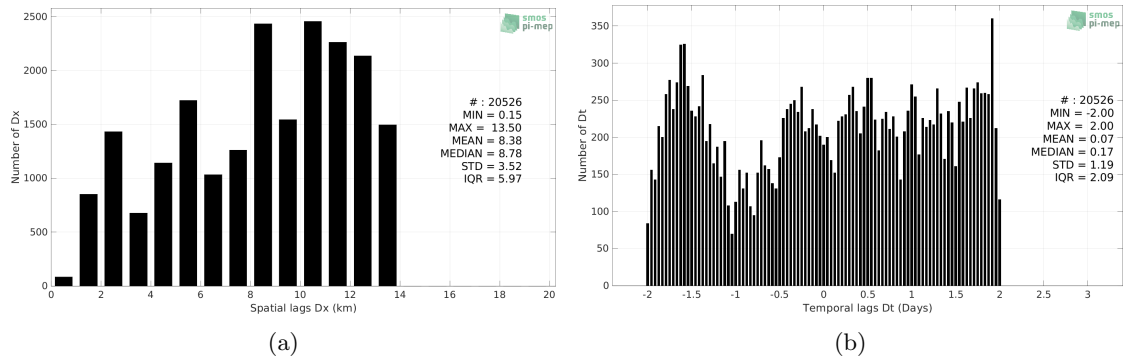 smos
pi-mep
2500
2000
1500
1000
500
0
Number of Dx
# : 20526
MIN = 0.15
MAX = 13.50
MEAN = 8.38
MEDIAN = 8.78
STD = 3.52
IQR = 5.97
0 2 4 6 8 10 12 14 16 18 20
Spatial lags Dx (km)
(a)
smos
pi-mep
350
300
250
200
150
100
50
0
Number of Dt
# : 20526
MIN = -2.00
MAX = 2.00
MEAN = 0.07
MEDIAN = 0.17
STD = 1.19
IQR = 2.09
-2 -1.5 -1 -0.5 0 0.5 1 1.5 2 2.5 3
Temporal lags Dt (Days)
(b)